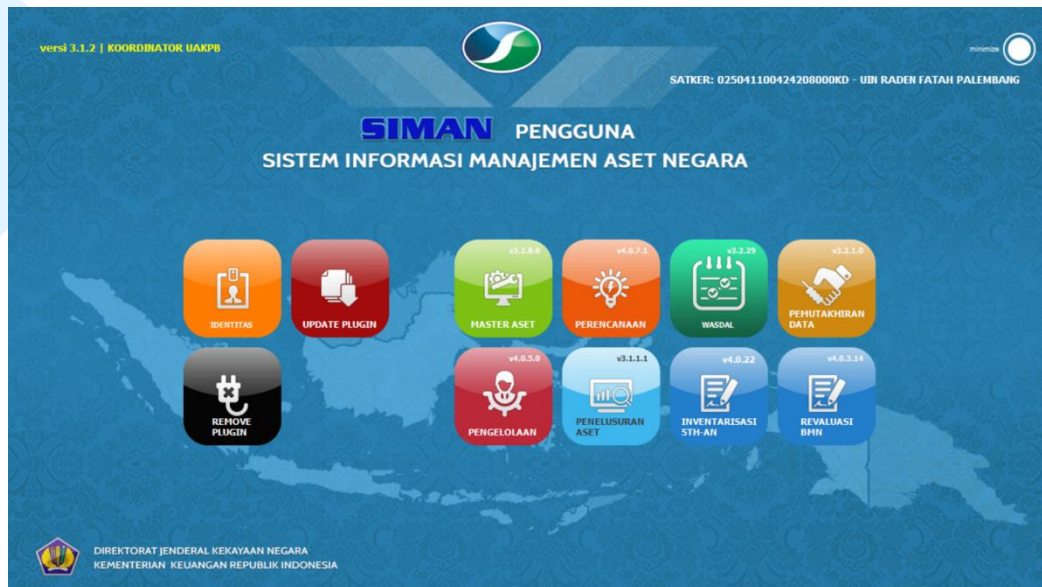 versi 3.1.2 | KOORDINATOR UAKPB
minimize
SATKER: 025041100424208000KD - UIN RADEN FATAH PALEMBANG
SIMAN PENGGUNA
SISTEM INFORMASI MANAJEMEN ASET NEGARA
IDENTITAS
UPDATE PLUGIN
v3.2.8.8
MASTER ASET
v4.0.7.1
PERENCANAAN
v3.2.29
WASDAL
v3.2.1.0
PEMUTAKHIRAN
DATA
REMOVE
PLUGIN
v4.0.5.0
PENGELOLAAN
v3.1.1.1
PENELUSURAN
ASET
v4.0.22
INVENTARISASI
5TH-AN
v4.0.3.14
REVALUASI
BMN
DIREKTORAT JENDERAL KEKAYAAN NEGARA
KEMENTERIAN KEUANGAN REPUBLIK INDONESIA